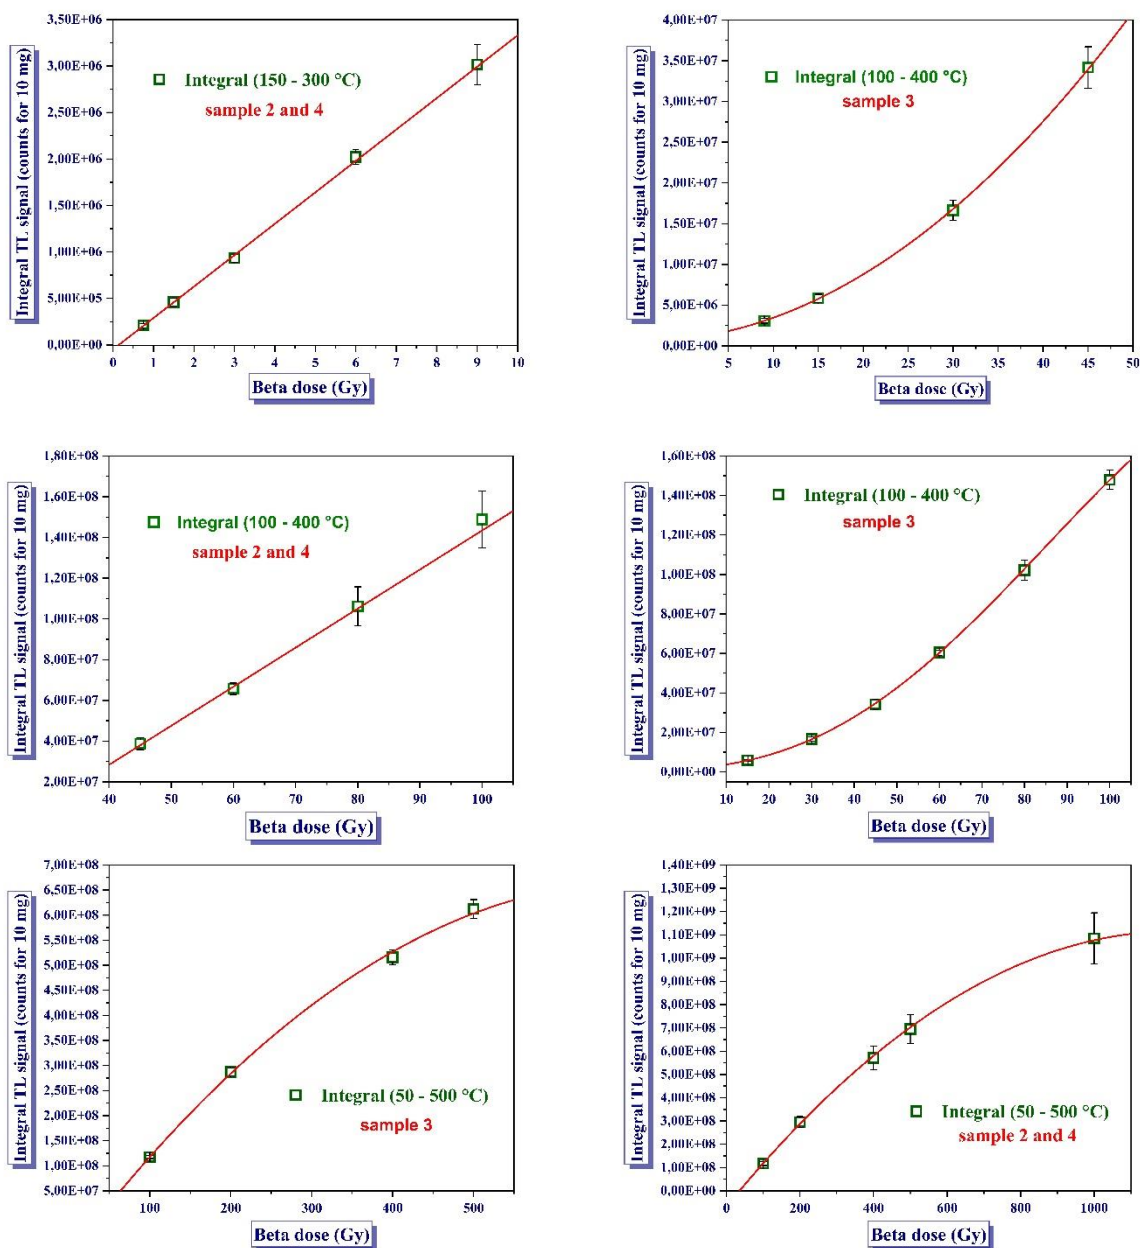 Integral TL signal (counts for 10 mg)
3,50E+06
3,00E+06
2,50E+06
2,00E+06
1,50E+06
1,00E+06
5,00E+05
0,00E+00
Integral (150 - 300 °C)
sample 2 and 4
0 1 2 3 4 5 6 7 8 9 10
Beta dose (Gy)
Integral TL signal (counts for 10 mg)
4,00E+07
3,50E+07
3,00E+07
2,50E+07
2,00E+07
1,50E+07
1,00E+07
5,00E+06
0,00E+00
Integral (100 - 400 °C)
sample 3
5 10 15 20 25 30 35 40 45 50
Beta dose (Gy)
Integral TL signal (counts for 10 mg)
1,80E+08
1,60E+08
1,40E+08
1,20E+08
1,00E+08
8,00E+07
6,00E+07
4,00E+07
2,00E+07
Integral (100 - 400 °C)
sample 2 and 4
40 50 60 70 80 90 100
Beta dose (Gy)
Integral TL signal (counts for 10 mg)
1,60E+08
1,40E+08
1,20E+08
1,00E+08
8,00E+07
6,00E+07
4,00E+07
2,00E+07
0,00E+00
Integral (100 - 400 °C)
sample 3
10 20 30 40 50 60 70 80 90 100
Beta dose (Gy)
Integral TL signal (counts for 10 mg)
7,00E+08
6,50E+08
6,00E+08
5,50E+08
5,00E+08
4,50E+08
4,00E+08
3,50E+08
3,00E+08
2,50E+08
2,00E+08
1,50E+08
1,00E+08
5,00E+07
Integral (50 - 500 °C)
sample 3
100 200 300 400 500
Beta dose (Gy)
Integral TL signal (counts for 10 mg)
1,40E+09
1,30E+09
1,20E+09
1,10E+09
1,00E+09
9,00E+08
8,00E+08
7,00E+08
6,00E+08
5,00E+08
4,00E+08
3,00E+08
2,00E+08
1,00E+08
0,00E+00
Integral (50 - 500 °C)
sample 2 and 4
0 200 400 600 800 1000
Beta dose (Gy)